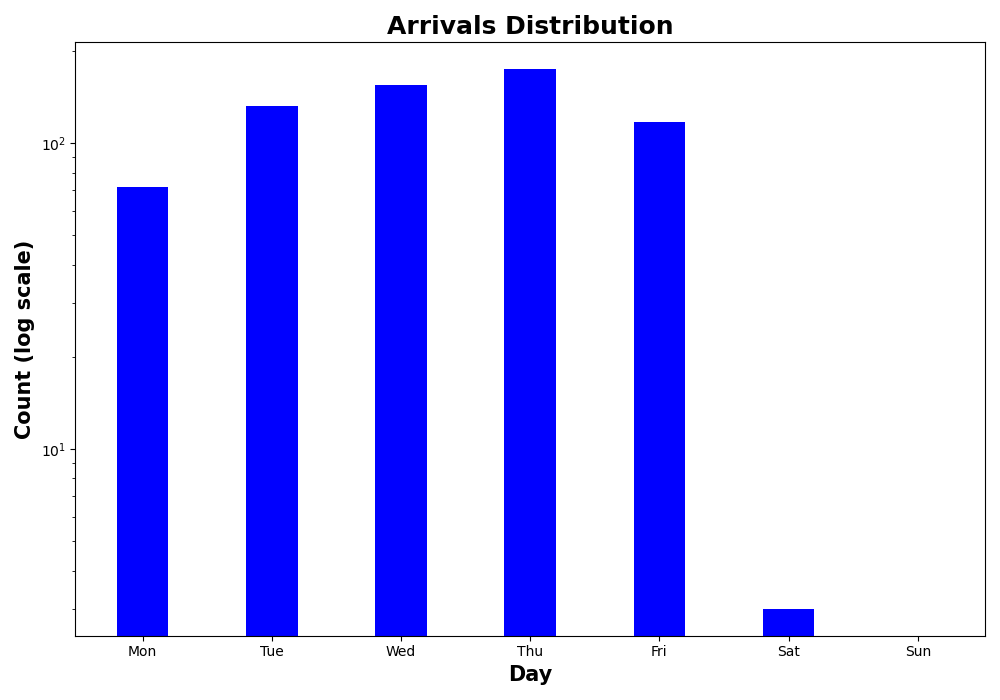 Arrivals Distribution
Count (log scale)
10²
10¹
Mon Tue Wed Thu Fri Sat Sun
Day